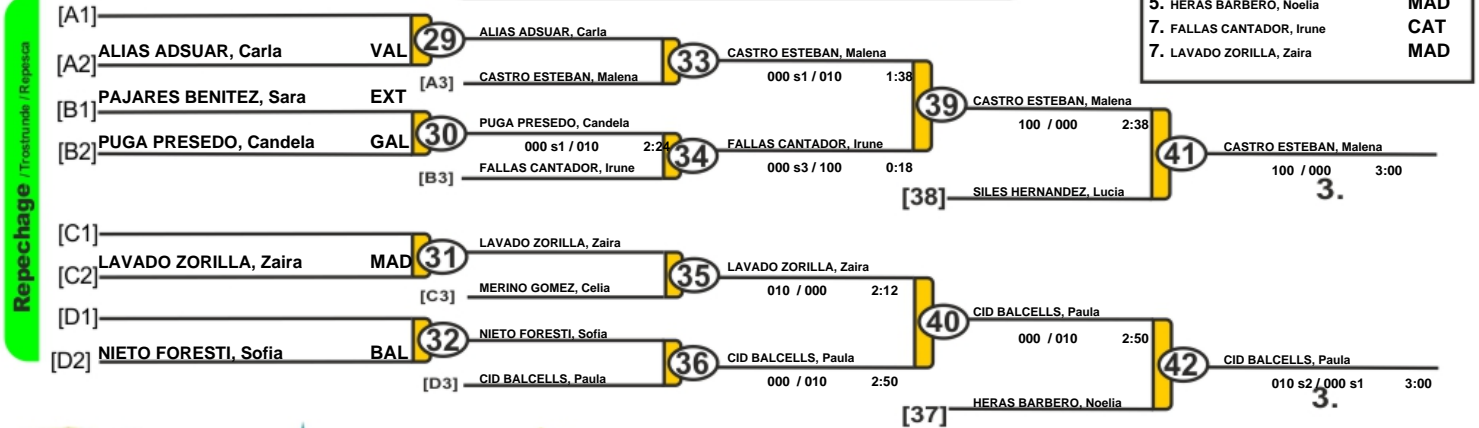 5. HERAS BARBERO, Noelia MAD
7. FALLAS CANTADOR, Irune CAT
7. LAVADO ZORILLA, Zaira MAD
Repechage / Trostrunde / Repesca
[A1]
[A2] ALIAS ADSUAR, Carla VAL
29
ALIAS ADSUAR, Carla
[A3] CASTRO ESTEBAN, Malena
33
CASTRO ESTEBAN, Malena
000 s1 / 010 1:38
[B1] PAJARES BENITEZ, Sara EXT
[B2] PUGA PRESEDO, Candela GAL
30
PUGA PRESEDO, Candela
000 s1 / 010 2:24
[B3] FALLAS CANTADOR, Irune
34
FALLAS CANTADOR, Irune
000 s3 / 100 0:18
39
CASTRO ESTEBAN, Malena
100 / 000 2:38
[38] SILES HERNANDEZ, Lucia
41
CASTRO ESTEBAN, Malena
100 / 000 3:00
3.
[C1]
[C2] LAVADO ZORILLA, Zaira MAD
31
LAVADO ZORILLA, Zaira
[C3] MERINO GOMEZ, Celia
35
LAVADO ZORILLA, Zaira
010 / 000 2:12
[D1]
[D2] NIETO FORESTI, Sofia BAL
32
NIETO FORESTI, Sofia
[D3] CID BALCELLS, Paula
36
CID BALCELLS, Paula
000 / 010 2:50
40
CID BALCELLS, Paula
000 / 010 2:50
[37] HERAS BARBERO, Noelia
42
CID BALCELLS, Paula
010 s2 / 000 s1 3:00
3.